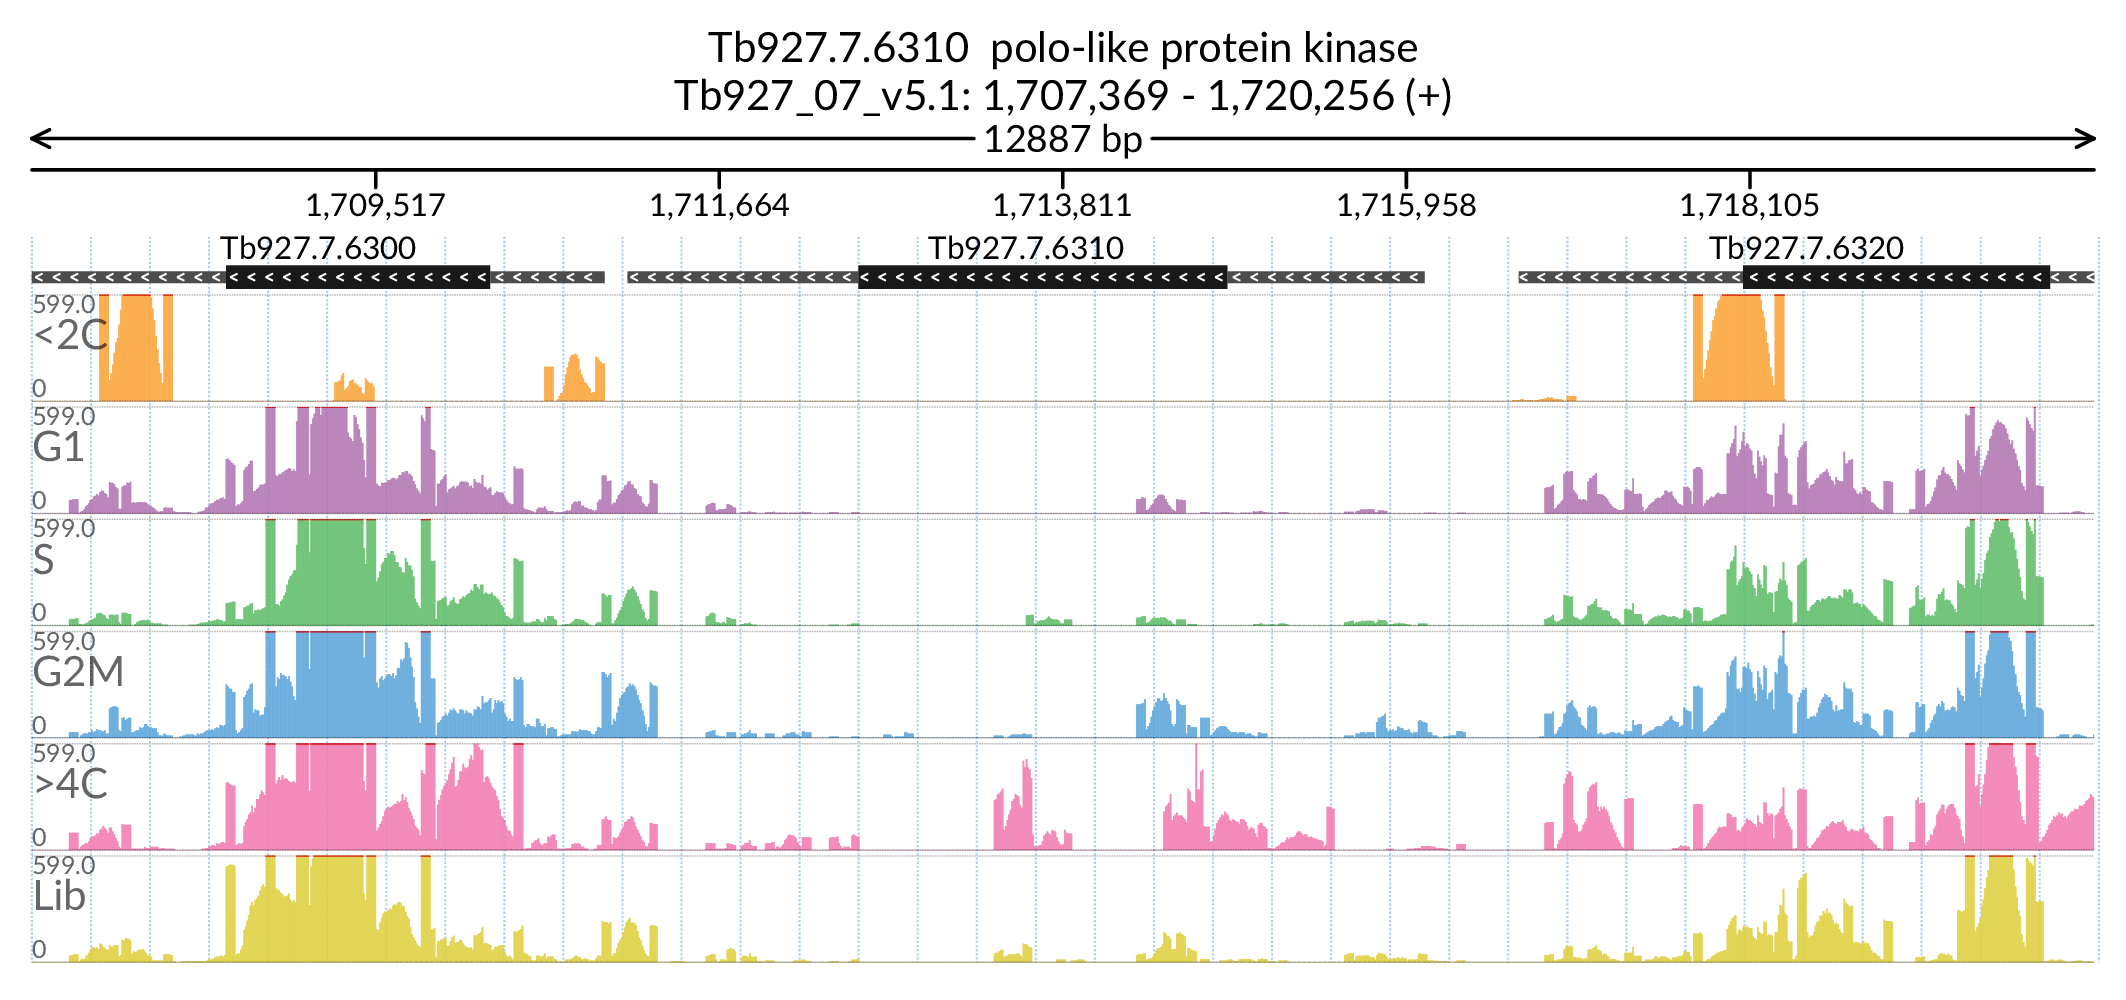 Tb927.7.6310  polo-like protein kinase
Tb927_07_v5.1: 1,707,369 - 1,720,256 (+)
12887 bp
1,709,517 1,711,664 1,713,811 1,715,958 1,718,105
Tb927.7.6300 Tb927.7.6310 Tb927.7.6320
599.0
<2C
0
599.0
G1
0
599.0
S
0
599.0
G2M
0
599.0
>4C
0
599.0
Lib
0